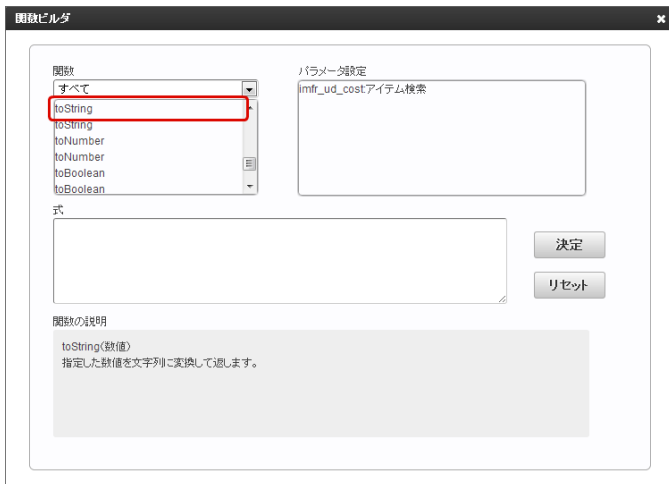 関数ビルダ
関数
パラメータ設定
すべて
imfr_ud_cost:アイテム検索
toString
toString
toNumber
toNumber
toBoolean
toBoolean
式
決定
リセット
関数の説明
toString(数値)
指定した数値を文字列に変換して返します。